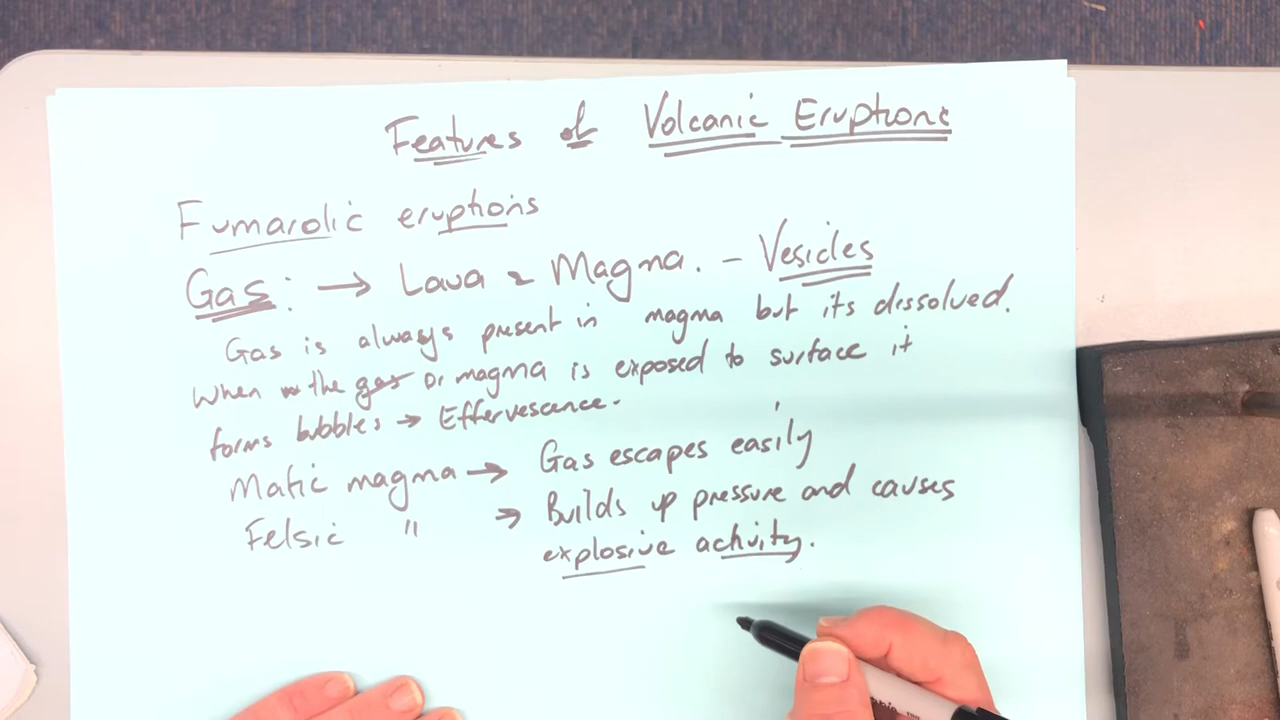 Features of Volcanic Eruptions
Fumarolic eruptions
Gas: → Lava & Magma. - Vesicles
Gas is always present in magma but its dissolved.
When the gas or magma is exposed to surface it
forms bubbles → Effervescence.
Mafic magma → Gas escapes easily
Felsic " → Builds up pressure and causes
explosive activity.